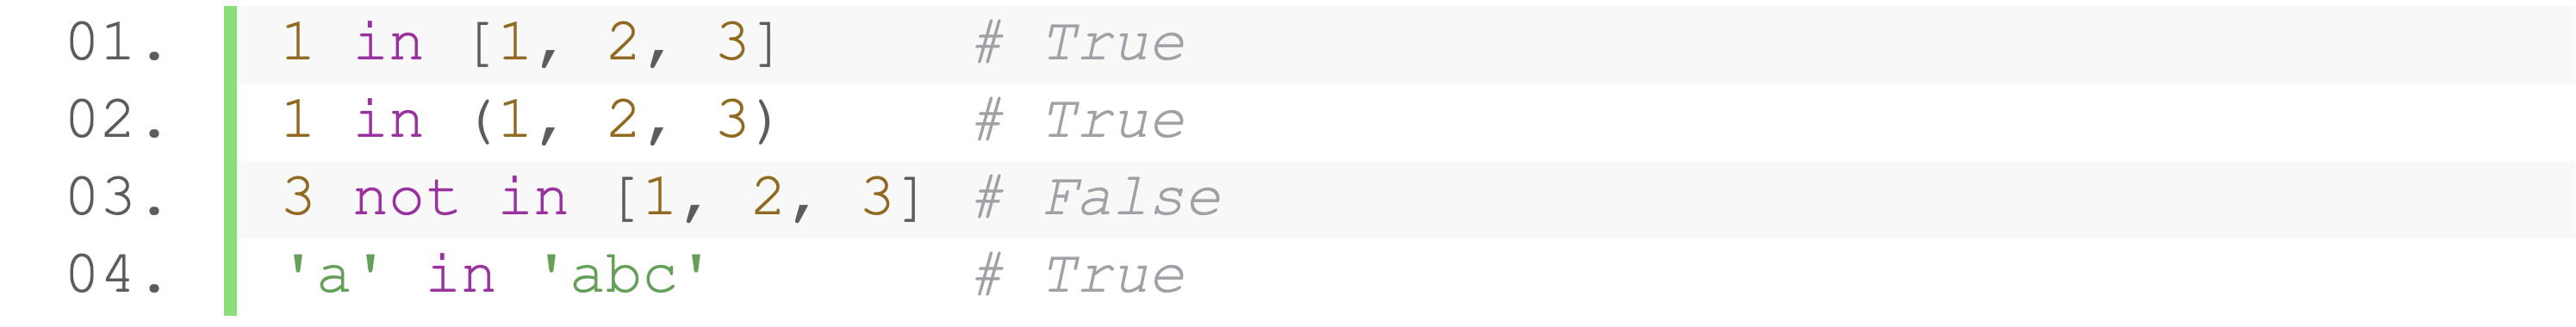 01. 1 in [1, 2, 3]     # True
02. 1 in (1, 2, 3)     # True
03. 3 not in [1, 2, 3] # False
04. 'a' in 'abc'       # True